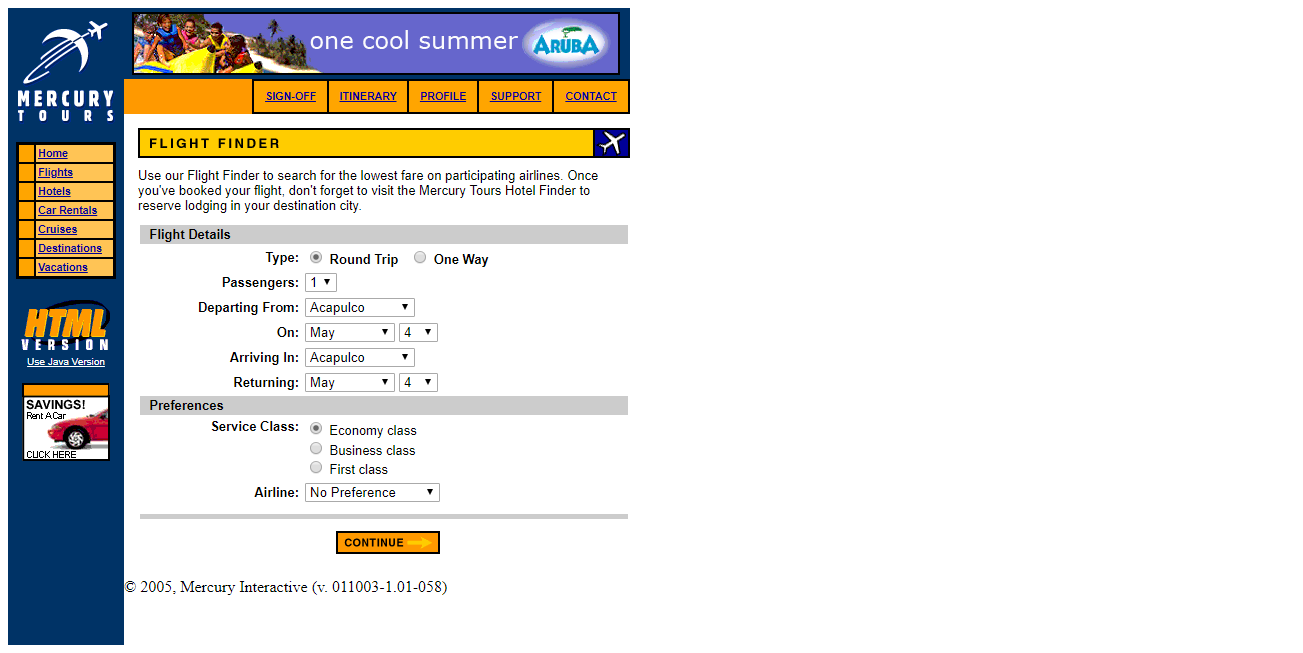 MERCURY
TOURS
one cool summer
ARUBA
SIGN-OFF
ITINERARY
PROFILE
SUPPORT
CONTACT
Home
Flights
Hotels
Car Rentals
Cruises
Destinations
Vacations
HTML
VERSION
Use Java Version
SAVINGS!
Rent A Car
CLICK HERE
FLIGHT FINDER
Use our Flight Finder to search for the lowest fare on participating airlines. Once
you've booked your flight, don't forget to visit the Mercury Tours Hotel Finder to
reserve lodging in your destination city.
Flight Details
Type: Round Trip One Way
Passengers: 1
Departing From: Acapulco
On: May 4
Arriving In: Acapulco
Returning: May 4
Preferences
Service Class: Economy class
Business class
First class
Airline: No Preference
CONTINUE
© 2005, Mercury Interactive (v. 011003-1.01-058)